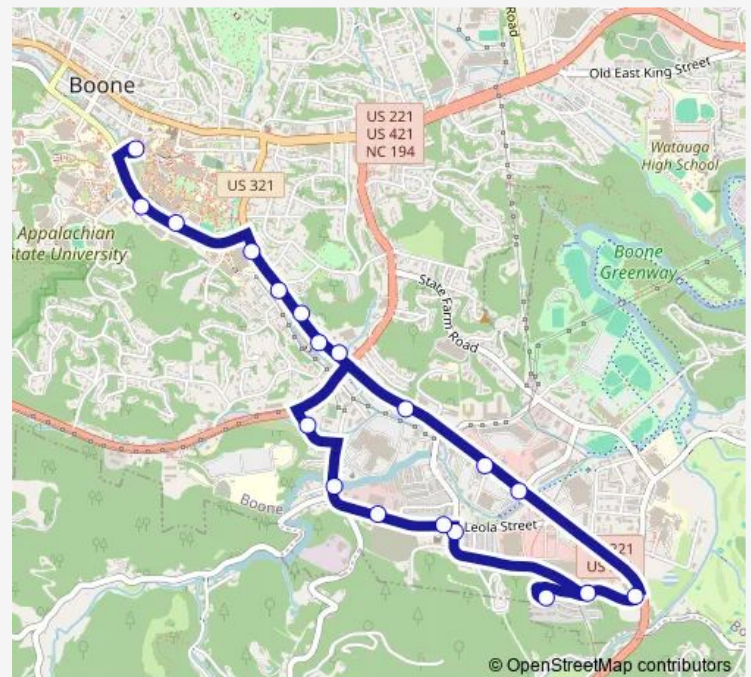 Road
Old East King Street
Boone
US 221
US 421
NC 194
Watauga
High School
US 321
Appalachian
State University
Boone
Greenway
State Farm
Road
Boone
Leola Street
US
© OpenStreetMap contributors